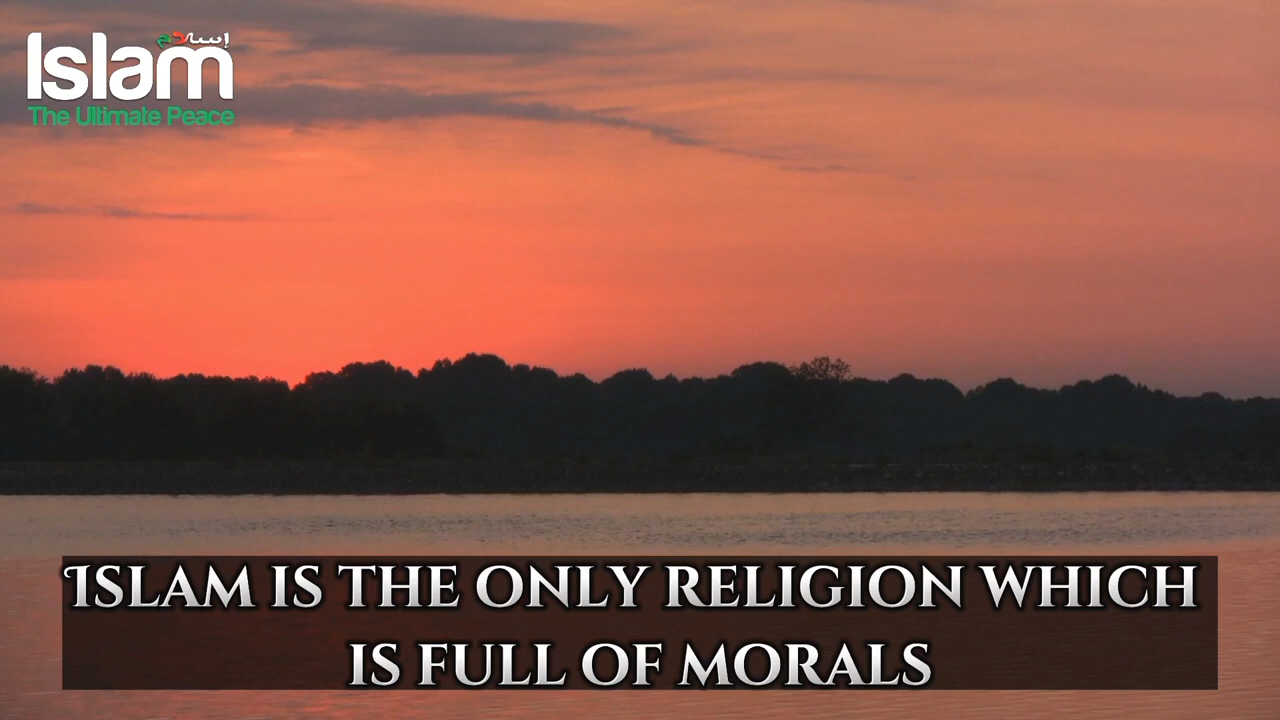 إسلام
Islam
The Ultimate Peace
Islam is the only religion which
is full of morals